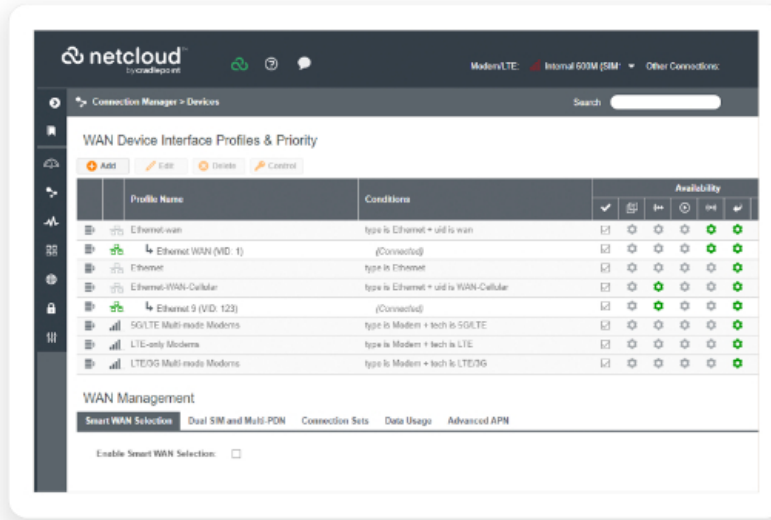 netcloud™
by cradlepoint
Modem/LTE:
Internal 600M (SIM
Other Connections:
Connection Manager > Devices
Search
WAN Device Interface Profiles & Priority
Add
Edit
Delete
Control
Availability
Profile Name
Conditions
Ethernet-wan
type is Ethernet + uid is wan
Ethernet WAN (VID: 1)
(Connected)
Ethernet
type is Ethernet
Ethernet-WAN-Cellular
type is Ethernet + uid is WAN-Cellular
Ethernet 9 (VID: 123)
(Connected)
5G/LTE Multi-mode Modems
type is Modem + tech is 5G/LTE
LTE-only Modems
type is Modem + tech is LTE
LTE/3G Multi-mode Modems
type is Modem + tech is LTE/3G
WAN Management
Smart WAN Selection
Dual SIM and Multi-PDN
Connection Sets
Data Usage
Advanced APN
Enable Smart WAN Selection: